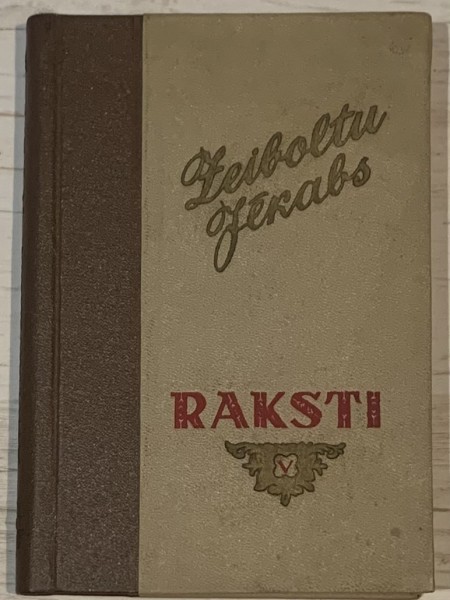 Zeiboltu
Jēkabs
RAKSTI
V